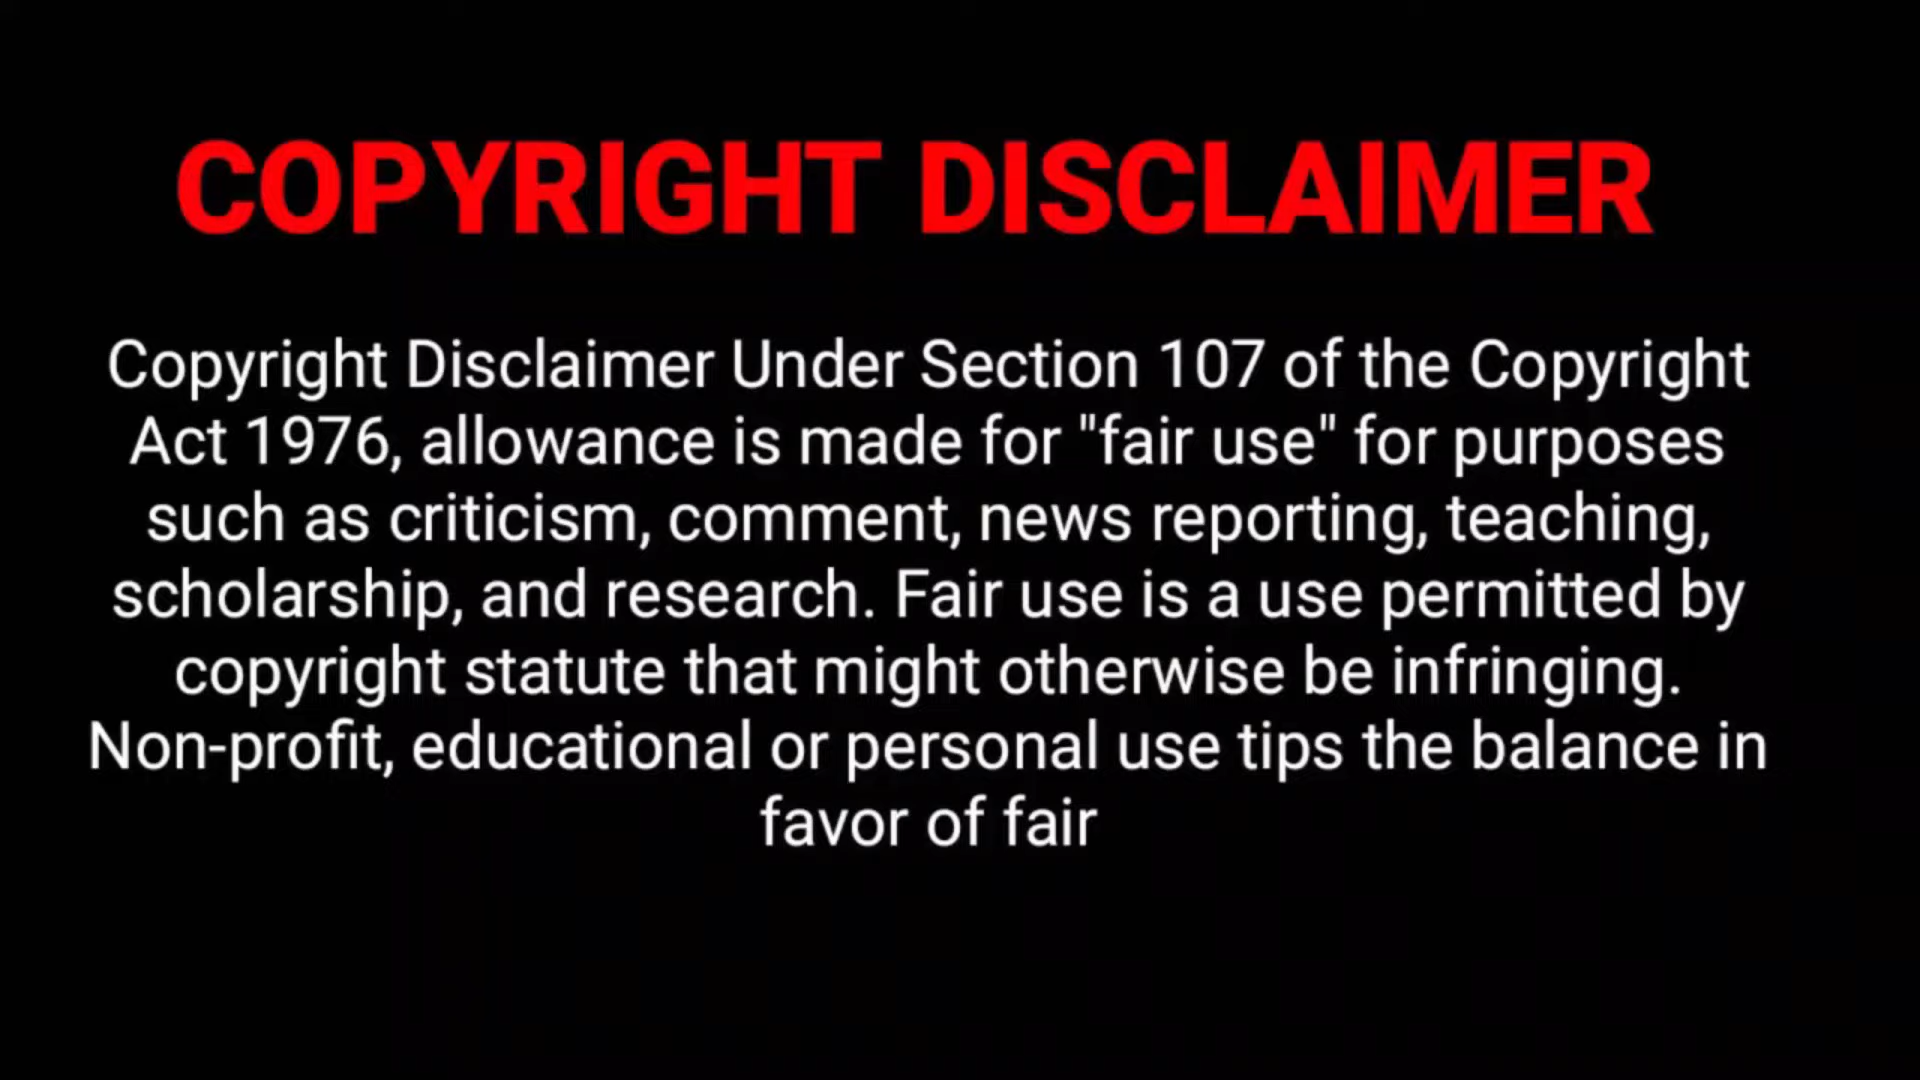 COPYRIGHT DISCLAIMER
Copyright Disclaimer Under Section 107 of the Copyright
Act 1976, allowance is made for "fair use" for purposes
such as criticism, comment, news reporting, teaching,
scholarship, and research. Fair use is a use permitted by
copyright statute that might otherwise be infringing.
Non-profit, educational or personal use tips the balance in
favor of fair